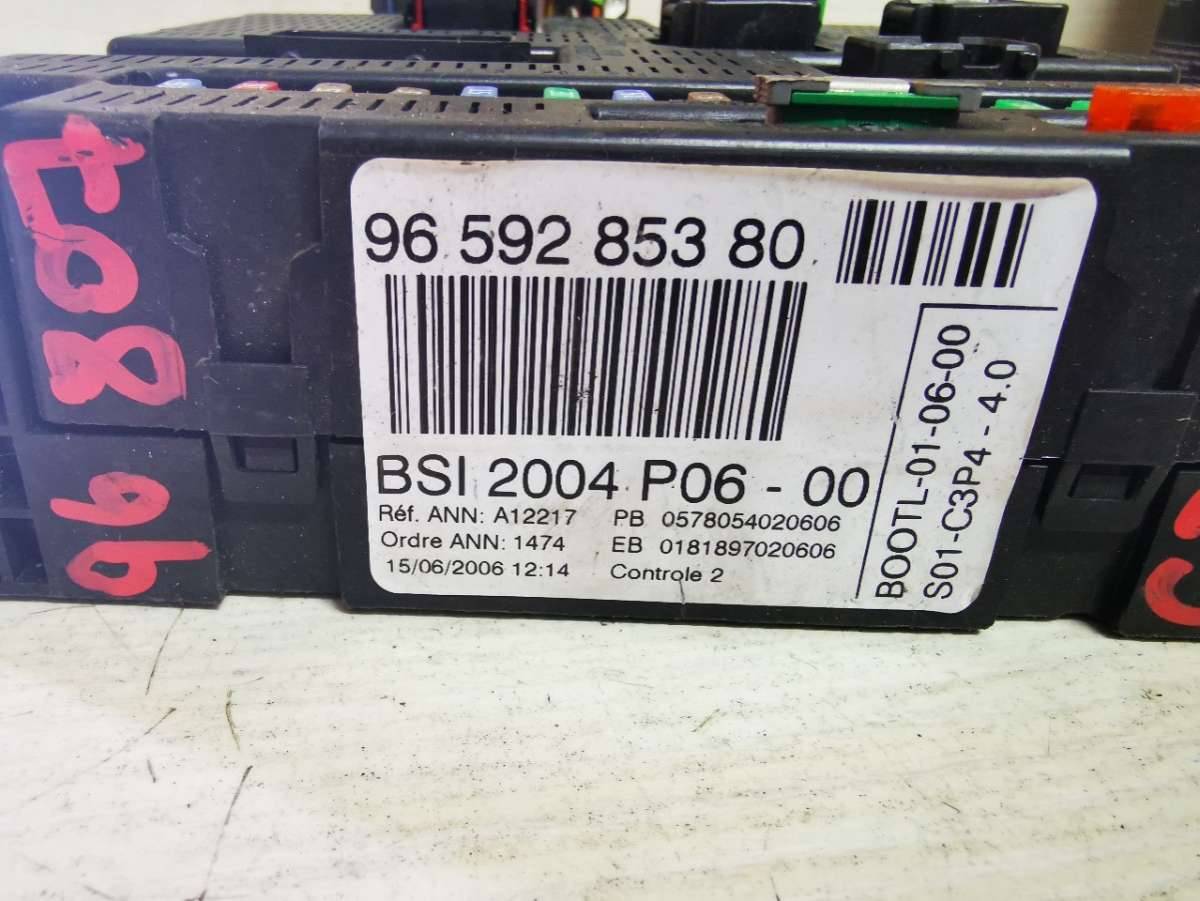 96 592 853 80
BSI 2004 P06 - 00
Réf. ANN: A12217 PB 0578054020606
Ordre ANN: 1474 EB 0181897020606
15/06/2006 12:14 Controle 2
BOOTL-01-06-00
S01-C3P4 - 4.0
96